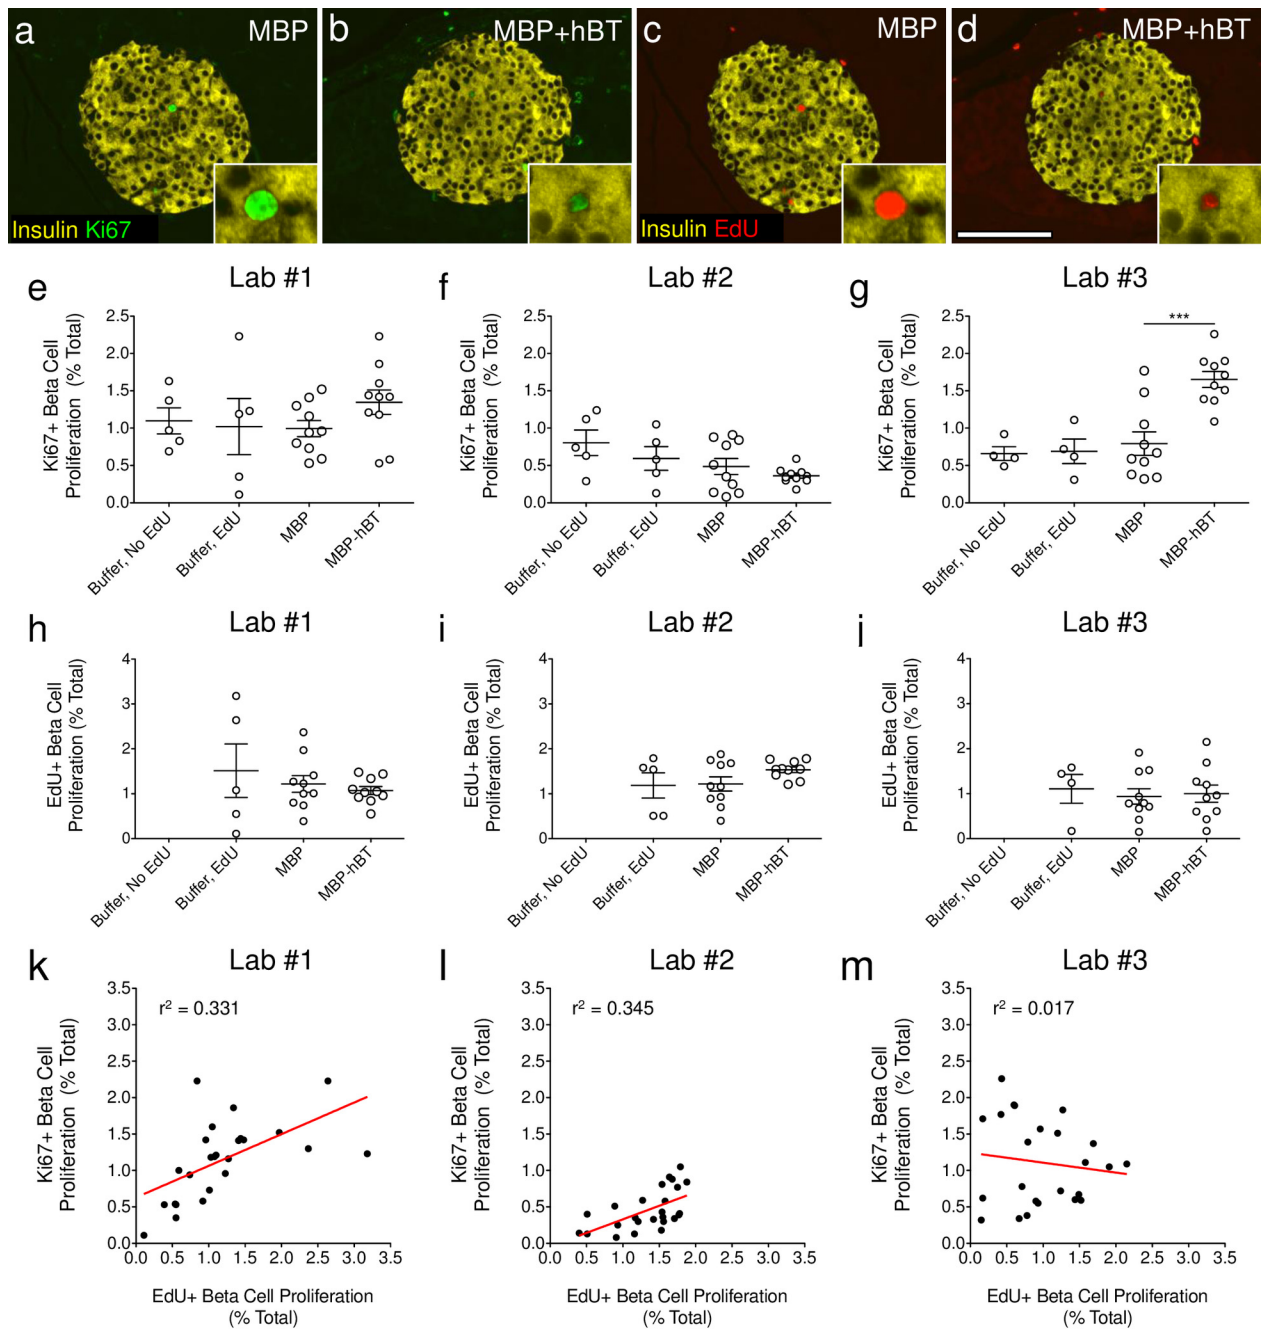 a MBP
b MBP+hBT
c MBP
d MBP+hBT
Insulin Ki67
Insulin EdU
e Lab #1
f Lab #2
g Lab #3
Ki67+ Beta Cell
Proliferation (% Total)
2.5
2.0
1.5
1.0
0.5
0.0
Buffer, No EdU
Buffer, EdU
MBP
MBP-hBT
Ki67+ Beta Cell
Proliferation (% Total)
2.5
2.0
1.5
1.0
0.5
0.0
Buffer, No EdU
Buffer, EdU
MBP
MBP-hBT
Ki67+ Beta Cell
Proliferation (% Total)
2.5
2.0
1.5
1.0
0.5
0.0
***
Buffer, No EdU
Buffer, EdU
MBP
MBP-hBT
h Lab #1
i Lab #2
j Lab #3
EdU+ Beta Cell
Proliferation (% Total)
4
3
2
1
0
Buffer, No EdU
Buffer, EdU
MBP
MBP-hBT
EdU+ Beta Cell
Proliferation (% Total)
4
3
2
1
0
Buffer, No EdU
Buffer, EdU
MBP
MBP-hBT
EdU+ Beta Cell
Proliferation (% Total)
4
3
2
1
0
Buffer, No EdU
Buffer, EdU
MBP
MBP-hBT
k Lab #1
l Lab #2
m Lab #3
Ki67+ Beta Cell
Proliferation (% Total)
3.5
3.0
2.5
2.0
1.5
1.0
0.5
0.0
r² = 0.331
0.0 0.5 1.0 1.5 2.0 2.5 3.0 3.5
EdU+ Beta Cell Proliferation
(% Total)
Ki67+ Beta Cell
Proliferation (% Total)
3.5
3.0
2.5
2.0
1.5
1.0
0.5
0.0
r² = 0.345
0.0 0.5 1.0 1.5 2.0 2.5 3.0 3.5
EdU+ Beta Cell Proliferation
(% Total)
Ki67+ Beta Cell
Proliferation (% Total)
3.5
3.0
2.5
2.0
1.5
1.0
0.5
0.0
r² = 0.017
0.0 0.5 1.0 1.5 2.0 2.5 3.0 3.5
EdU+ Beta Cell Proliferation
(% Total)